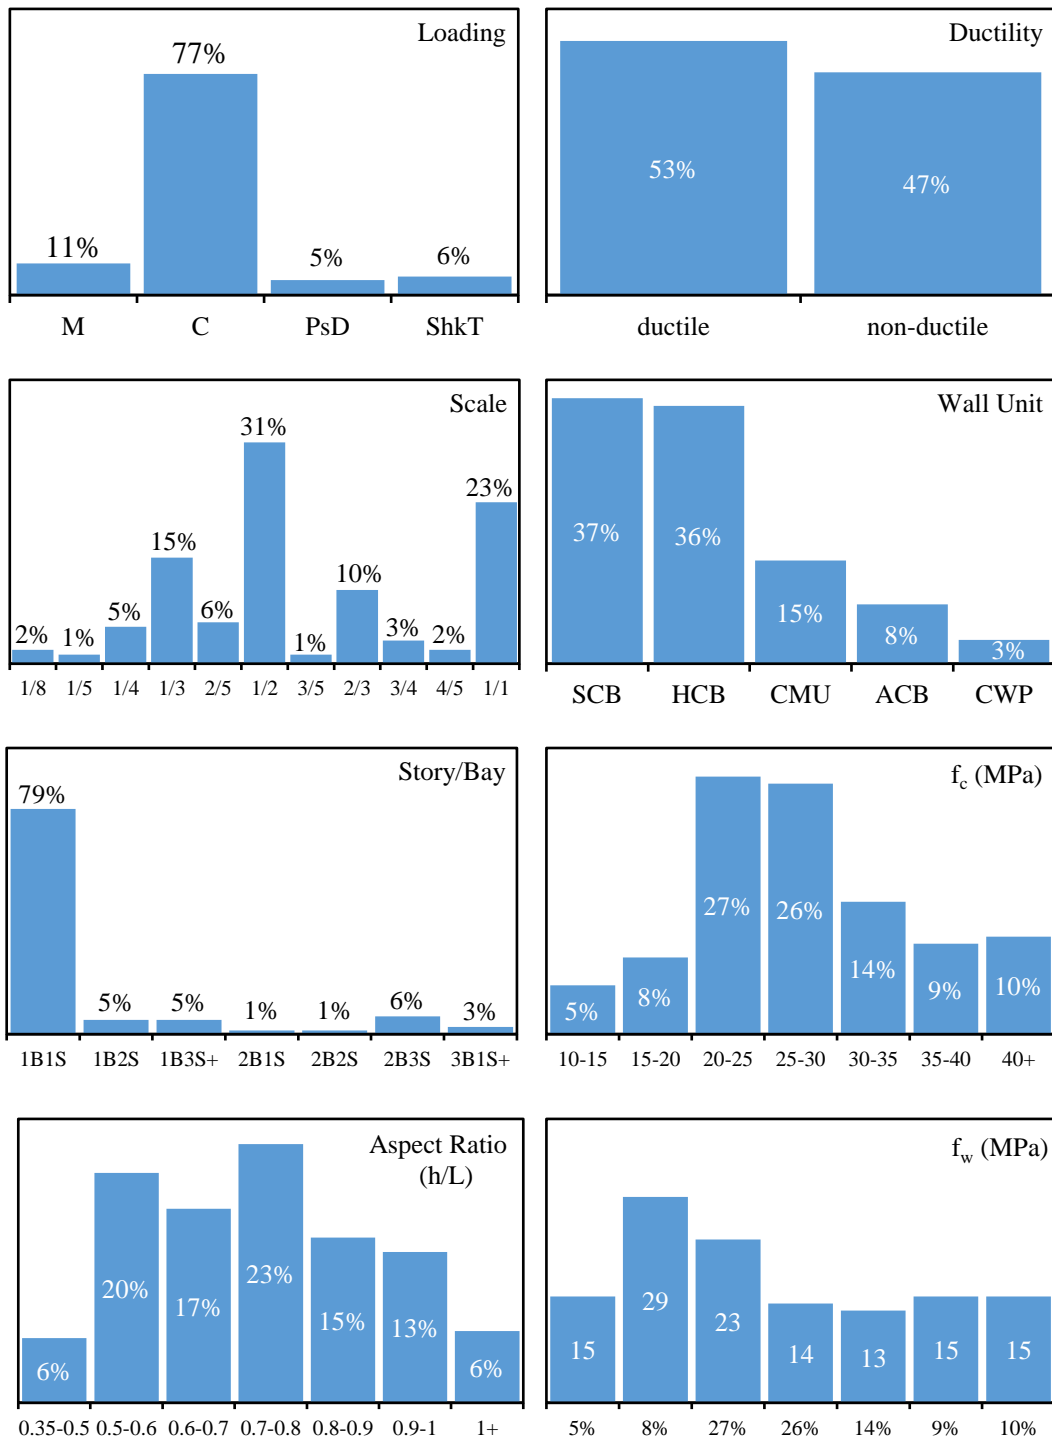 Loading
77%
11%
5%
6%
M C PsD ShkT
Ductility
53%
47%
ductile non-ductile
Scale
31%
23%
15%
10%
6%
5%
3%
2%
2%
1%
1%
1/8 1/5 1/4 1/3 2/5 1/2 3/5 2/3 3/4 4/5 1/1
Wall Unit
37%
36%
15%
8%
3%
SCB HCB CMU ACB CWP
Story/Bay
79%
5% 5% 1% 1% 6% 3%
1B1S 1B2S 1B3S+ 2B1S 2B2S 2B3S 3B1S+
f_c (MPa)
27% 26%
14%
10%
9%
8%
5%
10-15 15-20 20-25 25-30 30-35 35-40 40+
Aspect Ratio
(h/L)
23%
20%
17%
15%
13%
6%
6%
0.35-0.5 0.5-0.6 0.6-0.7 0.7-0.8 0.8-0.9 0.9-1 1+
f_w (MPa)
29
23
15 14 13 15 15
5% 8% 27% 26% 14% 9% 10%